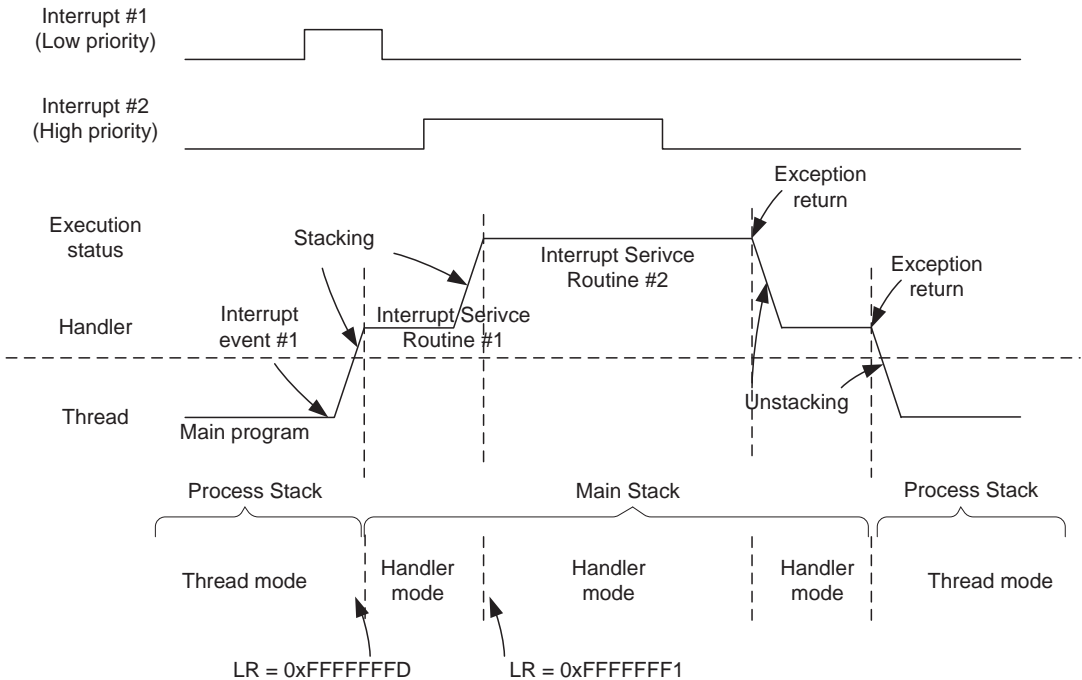 Interrupt #1
(Low priority)
Interrupt #2
(High priority)
Exception
return
Execution
status
Stacking
Interrupt Serivce
Routine #2
Exception
return
Interrupt
event #1
Handler
Interrupt Serivce
Routine #1
Unstacking
Thread
Main program
Process Stack
Main Stack
Process Stack
Thread mode
Handler
mode
Handler
mode
Handler
mode
Thread mode
LR = 0xFFFFFFFD
LR = 0xFFFFFFF1